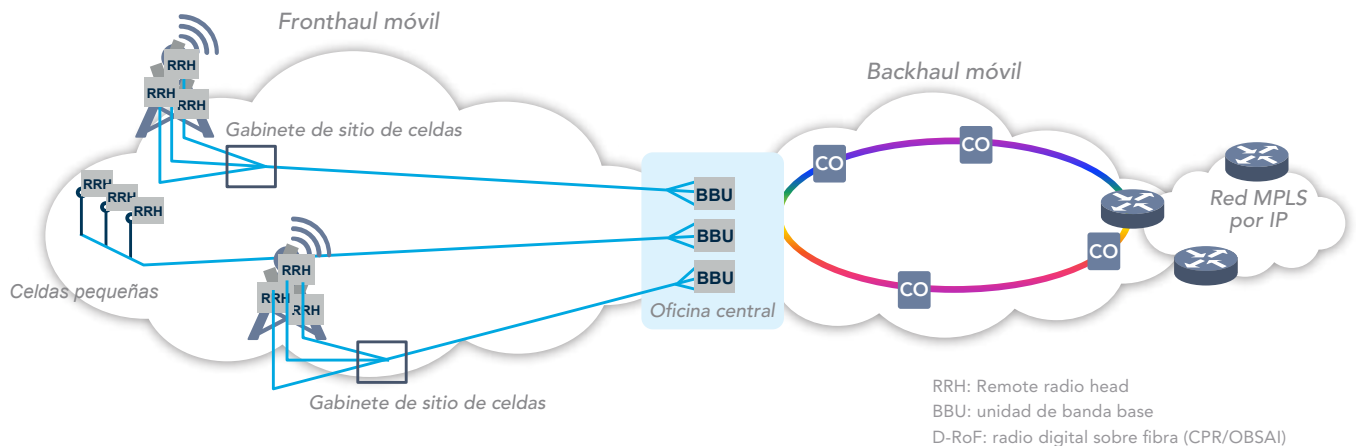 Fronthaul móvil
Backhaul móvil
RRH
RRH
RRH
Gabinete de sitio de celdas
CO
CO
RRH
RRH
RRH
BBU
BBU
BBU
Red MPLS
por IP
RRH
RRH
RRH
CO
CO
Celdas pequeñas
Oficina central
Gabinete de sitio de celdas
RRH: Remote radio head
BBU: unidad de banda base
D-RoF: radio digital sobre fibra (CPR/OBSAI)